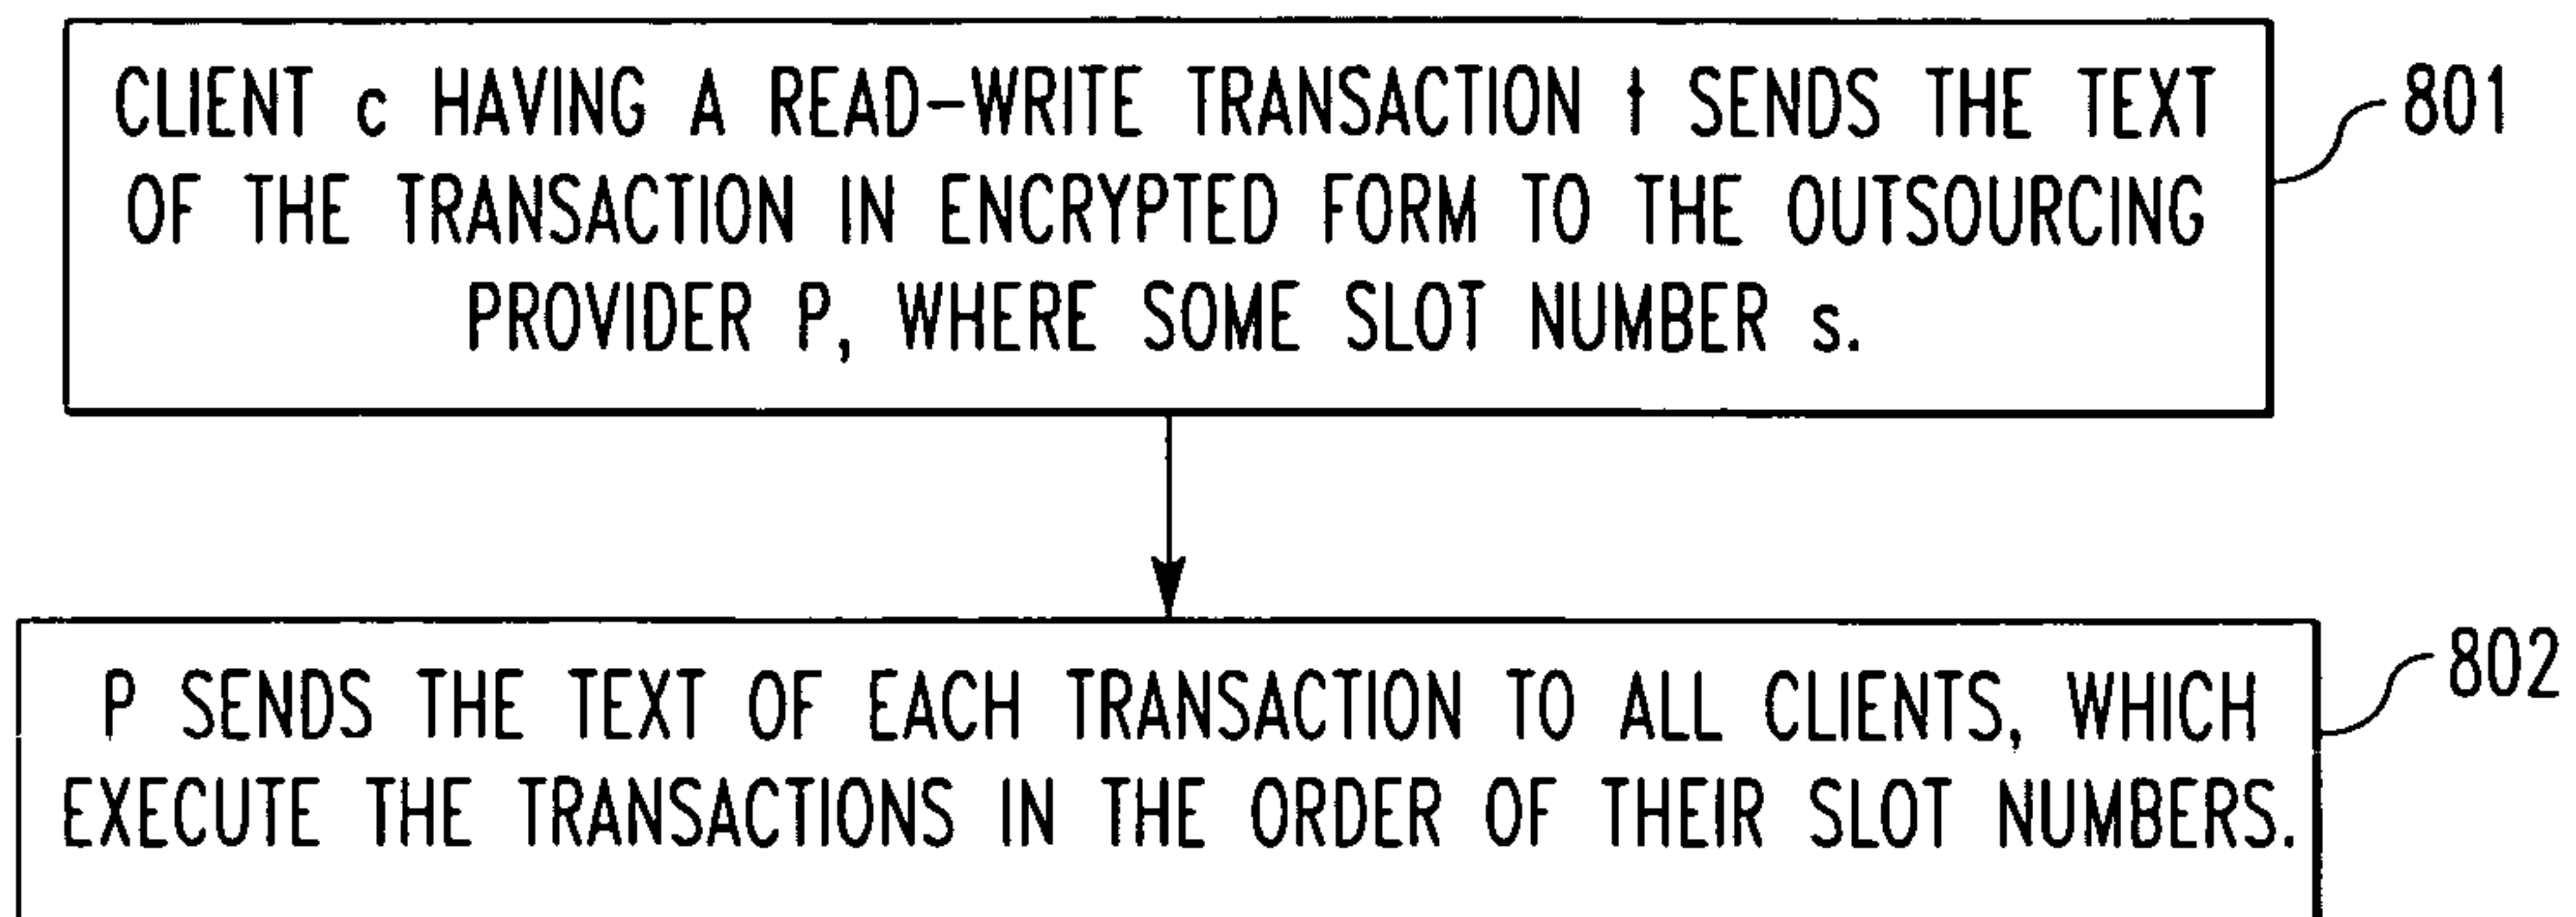 CLIENT c HAVING A READ-WRITE TRANSACTION t SENDS THE TEXT
OF THE TRANSACTION IN ENCRYPTED FORM TO THE OUTSOURCING
PROVIDER P, WHERE SOME SLOT NUMBER s.
801
P SENDS THE TEXT OF EACH TRANSACTION TO ALL CLIENTS, WHICH
EXECUTE THE TRANSACTIONS IN THE ORDER OF THEIR SLOT NUMBERS.
802